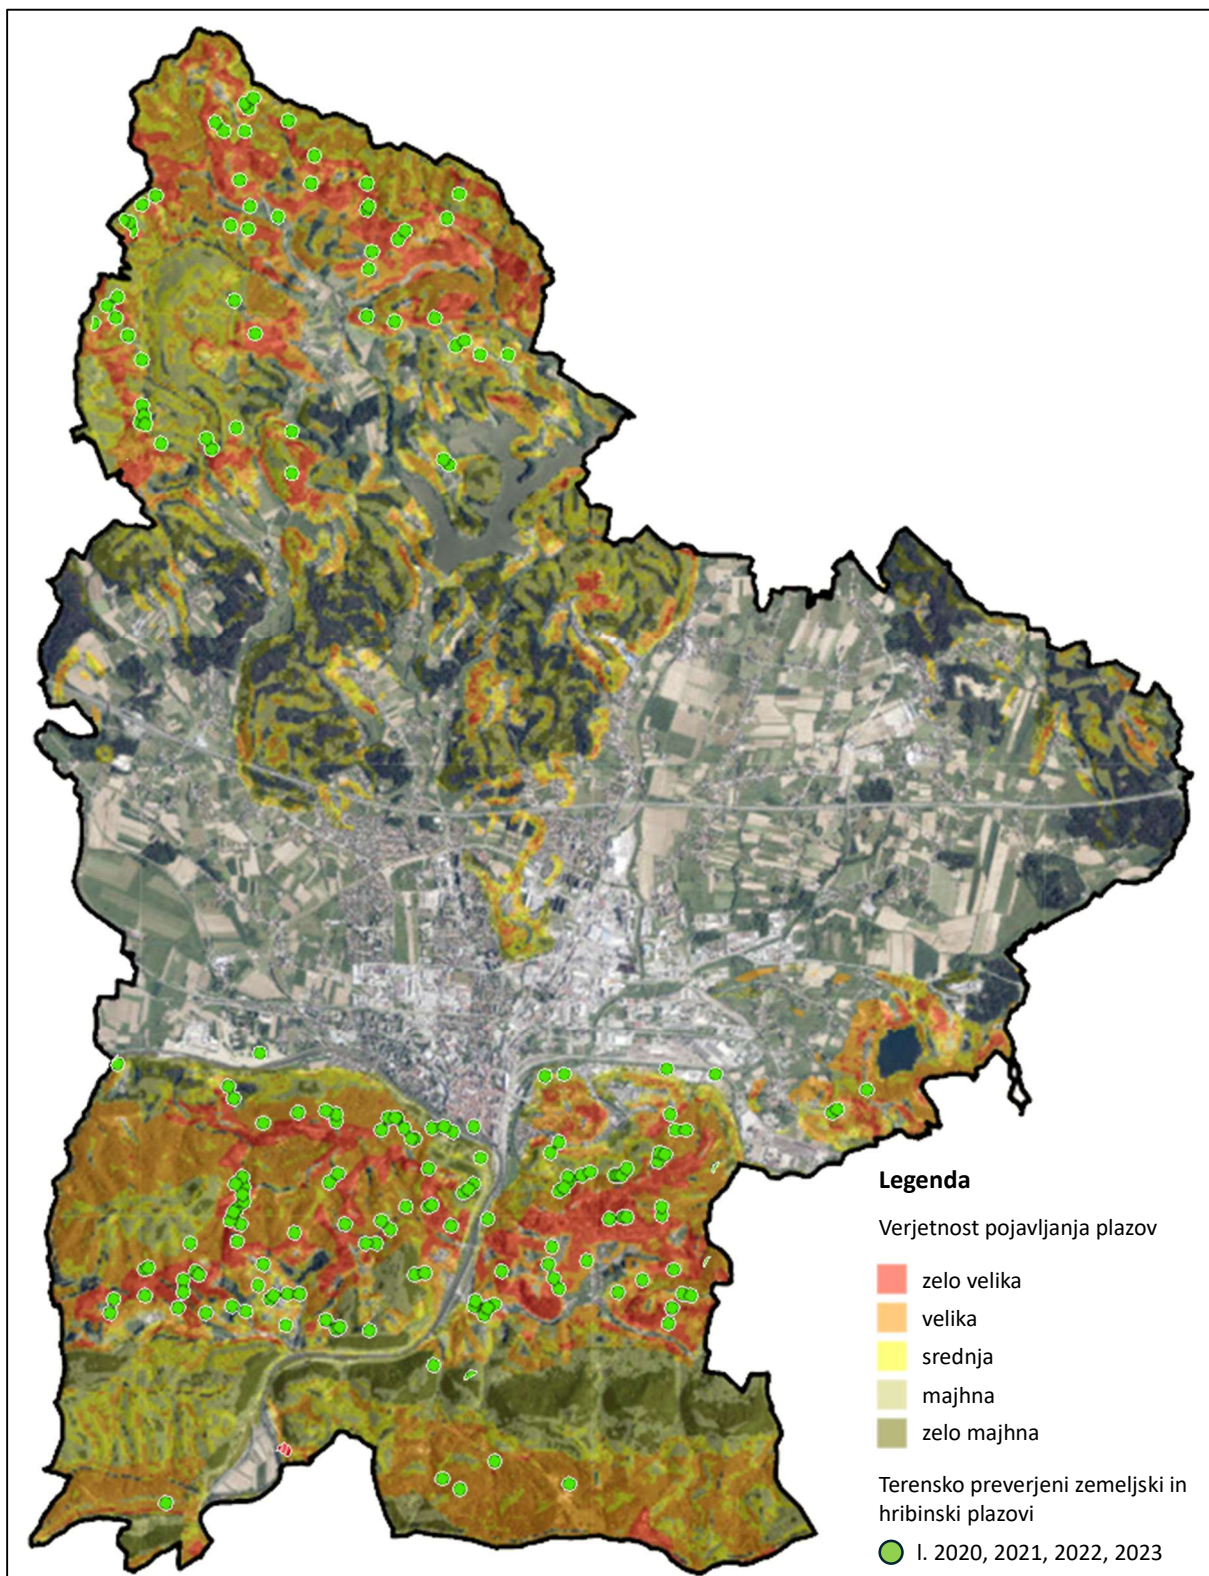 Legenda
Verjetnost pojavljanja plazov
zelo velika
velika
srednja
majhna
zelo majhna
Terensko preverjeni zemeljski in
hribinski plazovi
l. 2020, 2021, 2022, 2023